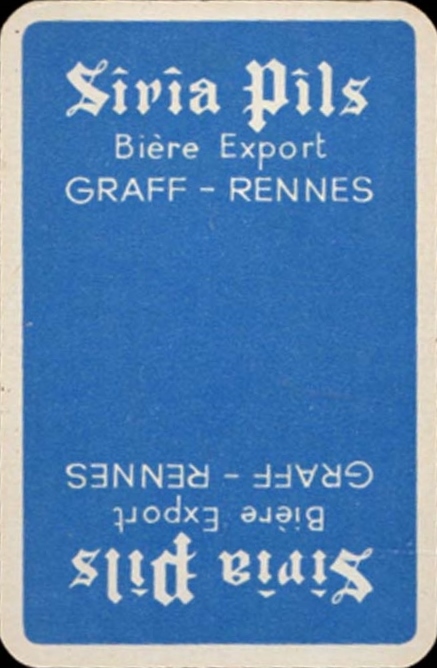 Sivia Pils
Bière Export
GRAFF - RENNES
GRAFF - RENNES
Bière Export
Sivia Pils